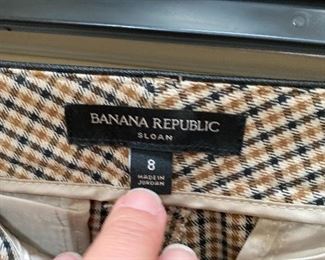 BANANA REPUBLIC
SLOAN
8
MADE IN
JORDAN